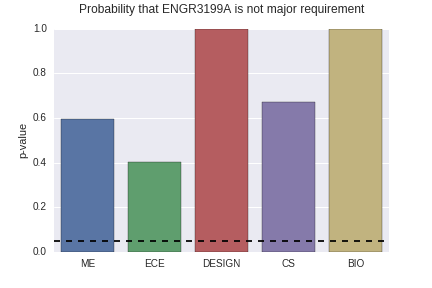 Probability that ENGR3199A is not major requirement
1.0
0.8
0.6
0.4
0.2
0.0
p-value
ME ECE DESIGN CS BIO